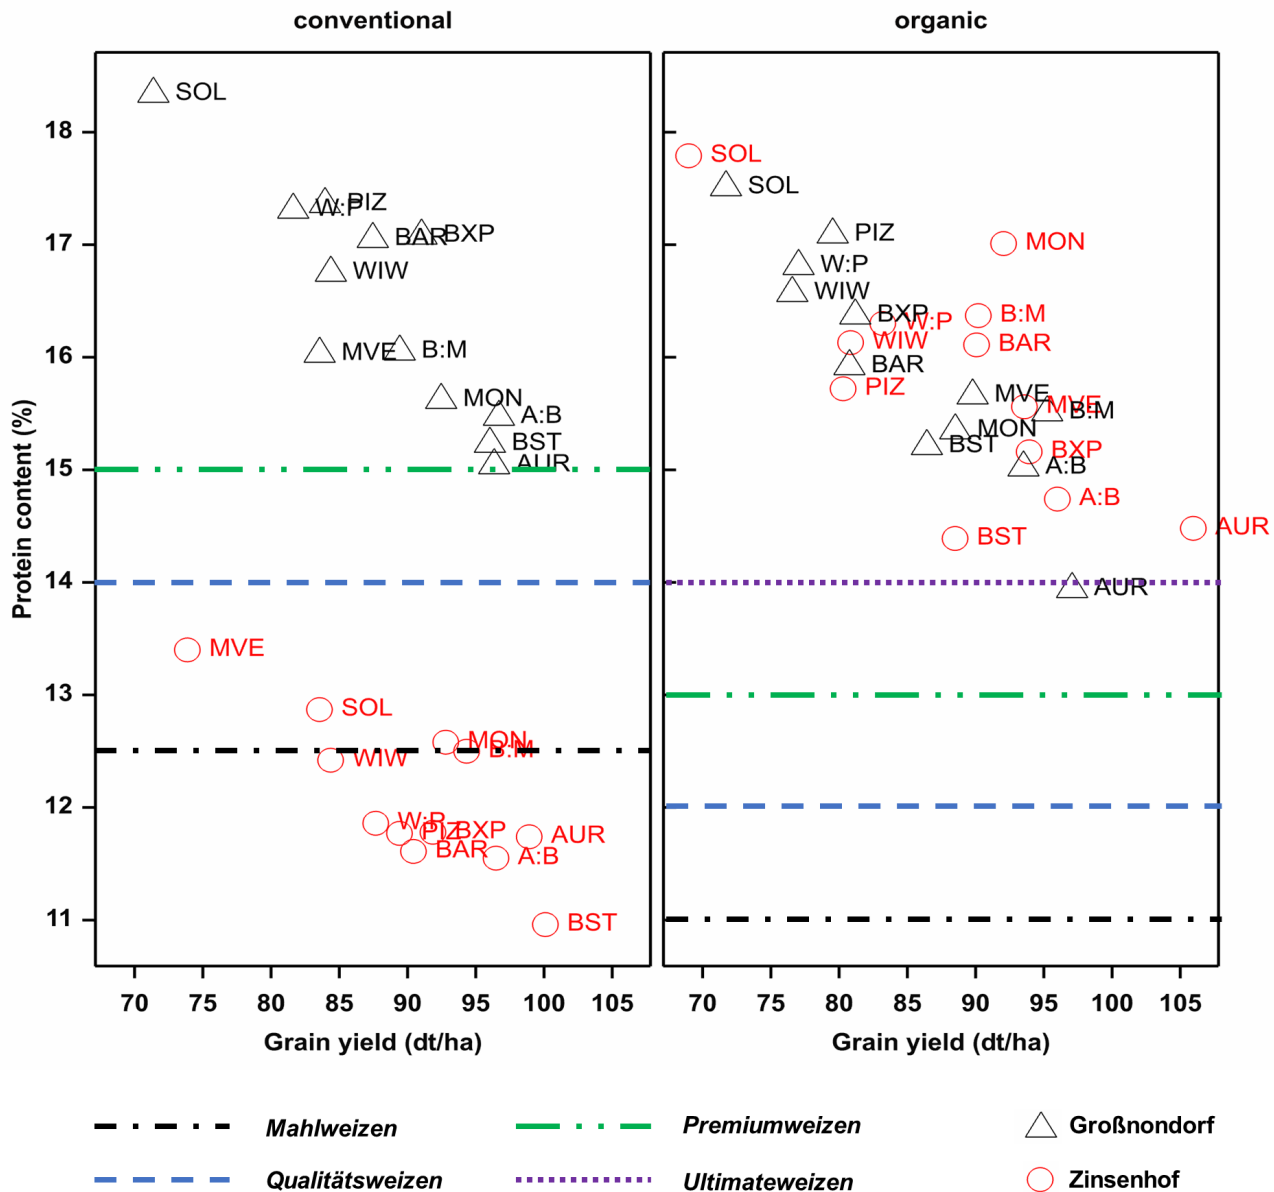 conventional
organic
Protein content (%)
18
17
16
15
14
13
12
11
SOL
PIZ
W:P
BAR
BXP
WIW
MVE
B:M
MON
A:B
BST
AUR
MVE
SOL
MON
B:M
WIW
W:P
PIZ
BXP
BAR
AUR
A:B
BST
SOL
SOL
PIZ
MON
W:P
WIW
BXP
W:P
B:M
WIW
BAR
BAR
PIZ
MVE
MVE
B:M
MON
BST
BXP
A:B
A:B
BST
AUR
AUR
70 75 80 85 90 95 100 105
70 75 80 85 90 95 100 105
Grain yield (dt/ha)
Grain yield (dt/ha)
Mahlweizen
Premiumweizen
Großnondorf
Qualitätsweizen
Ultimateweizen
Zinsenhof